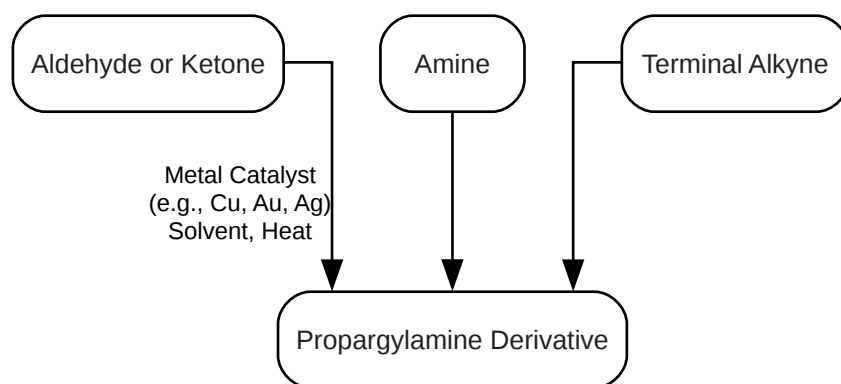 Aldehyde or Ketone
Amine
Terminal Alkyne
Metal Catalyst
(e.g., Cu, Au, Ag)
Solvent, Heat
Propargylamine Derivative